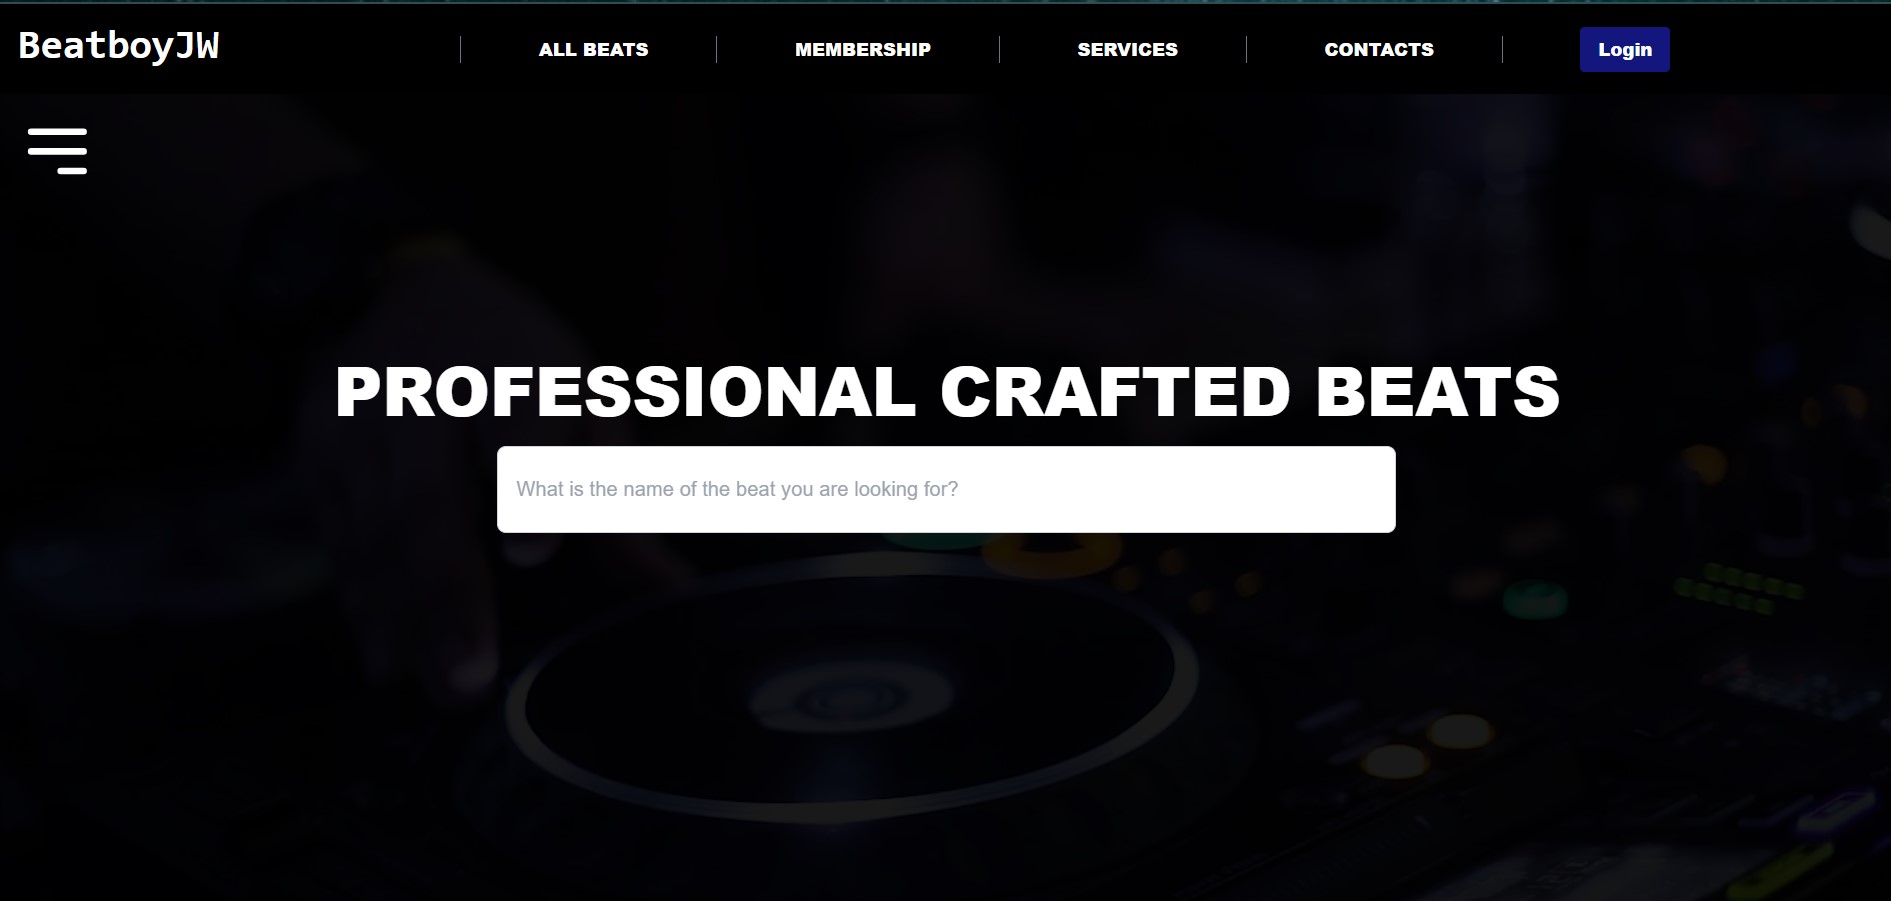 BeatboyJW
ALL BEATS
MEMBERSHIP
SERVICES
CONTACTS
Login
PROFESSIONAL CRAFTED BEATS
What is the name of the beat you are looking for?